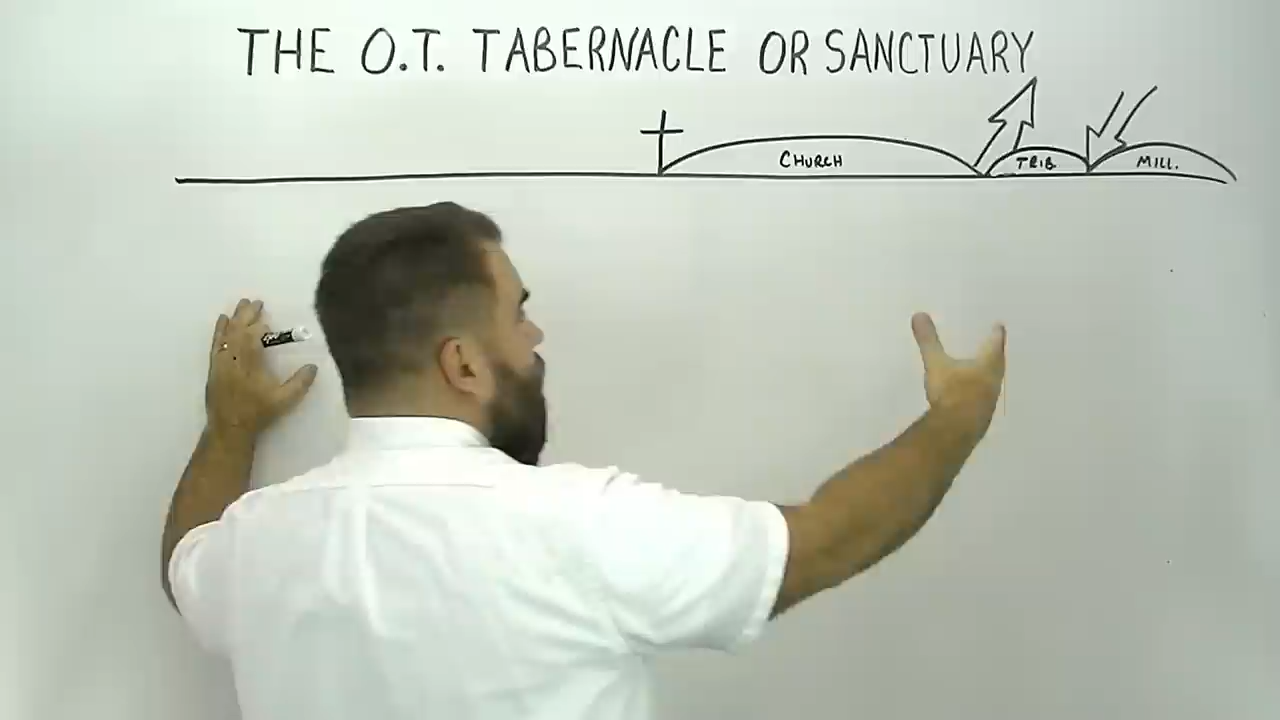 THE O.T. TABERNACLE OR SANCTUARY
CHURCH TRIB MILL.